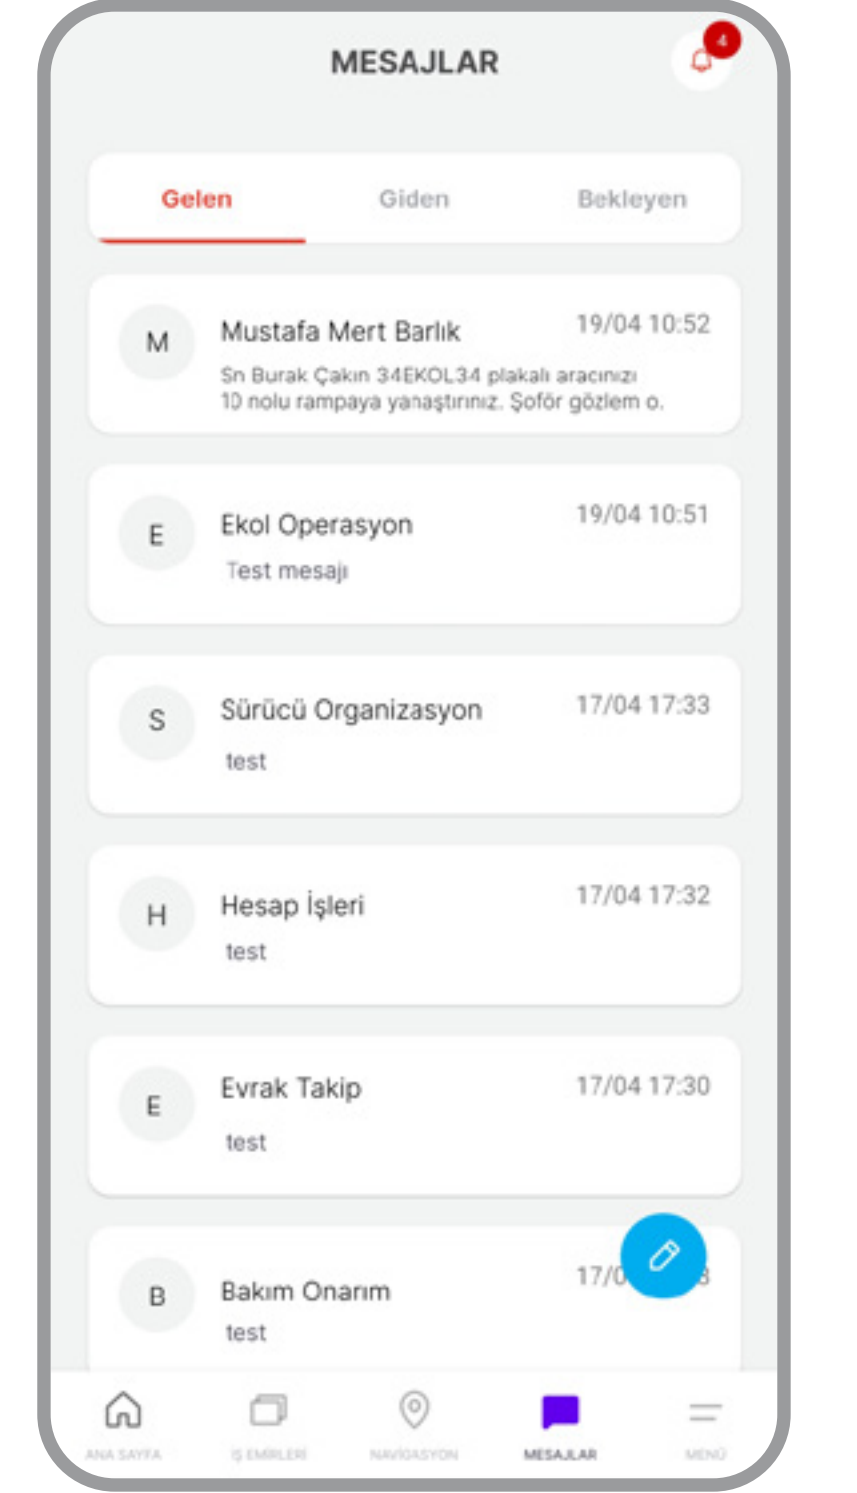 MESAJLAR
4
Gelen
Giden
Bekleyen
M
Mustafa Mert Barlık
19/04 10:52
Sn Burak Çakın 34EKOL34 plakalı aracınızı
10 nolu rampaya yanaştırınız. Şoför gözlem o.
E
Ekol Operasyon
19/04 10:51
Test mesajı
S
Sürücü Organizasyon
17/04 17:33
test
H
Hesap İşleri
17/04 17:32
test
E
Evrak Takip
17/04 17:30
test
B
Bakım Onarım
test
ANA SAYFA
İŞ EMİRLERİ
NAVİGASYON
MESAJLAR
MENÜ